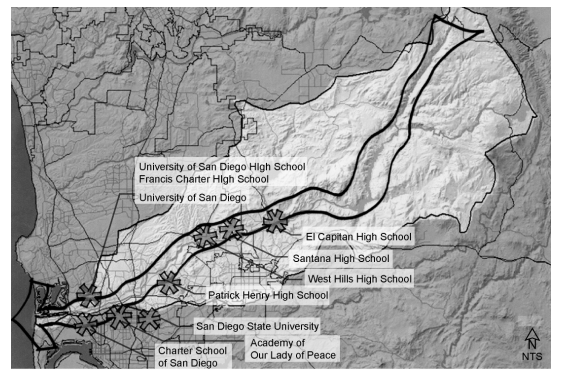 University of San Diego High School
Francis Charter High School
University of San Diego
El Capitan High School
Santana High School
West Hills High School
Patrick Henry High School
San Diego State University
Charter School
of San Diego
Academy of
Our Lady of Peace
N
NTS